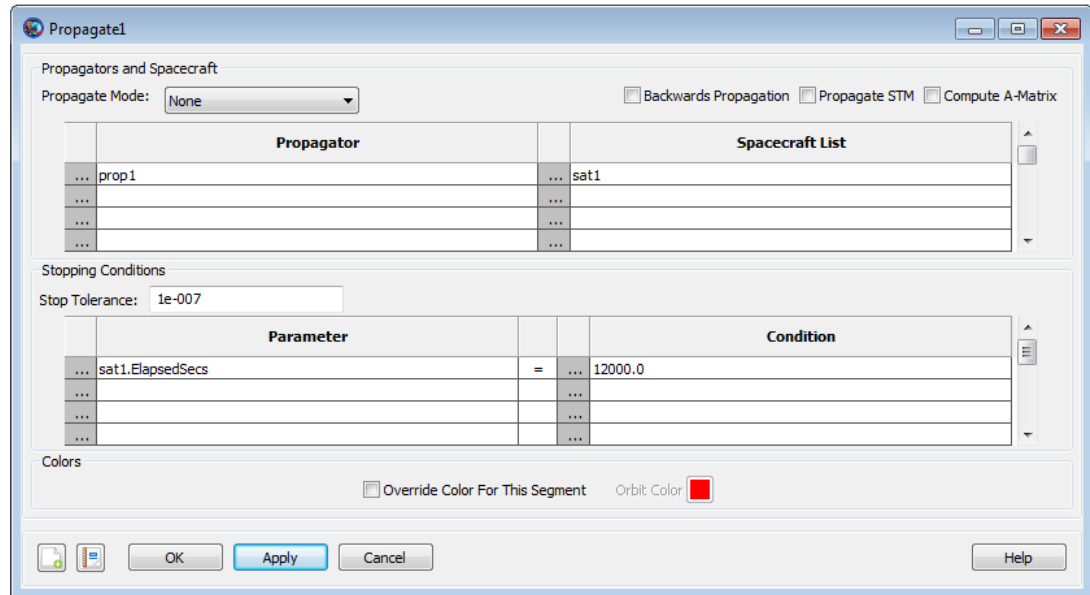 Propagate1
Propagators and Spacecraft
Propagate Mode: None Backwards Propagation Propagate STM Compute A-Matrix
Propagator Spacecraft List
... prop1 ... sat1
... ...
... ...
... ...
Stopping Conditions
Stop Tolerance: 1e-007
Parameter Condition
... sat1.ElapsedSecs = ... 12000.0
... ...
... ...
... ...
Colors
Override Color For This Segment Orbit Color
OK Apply Cancel Help